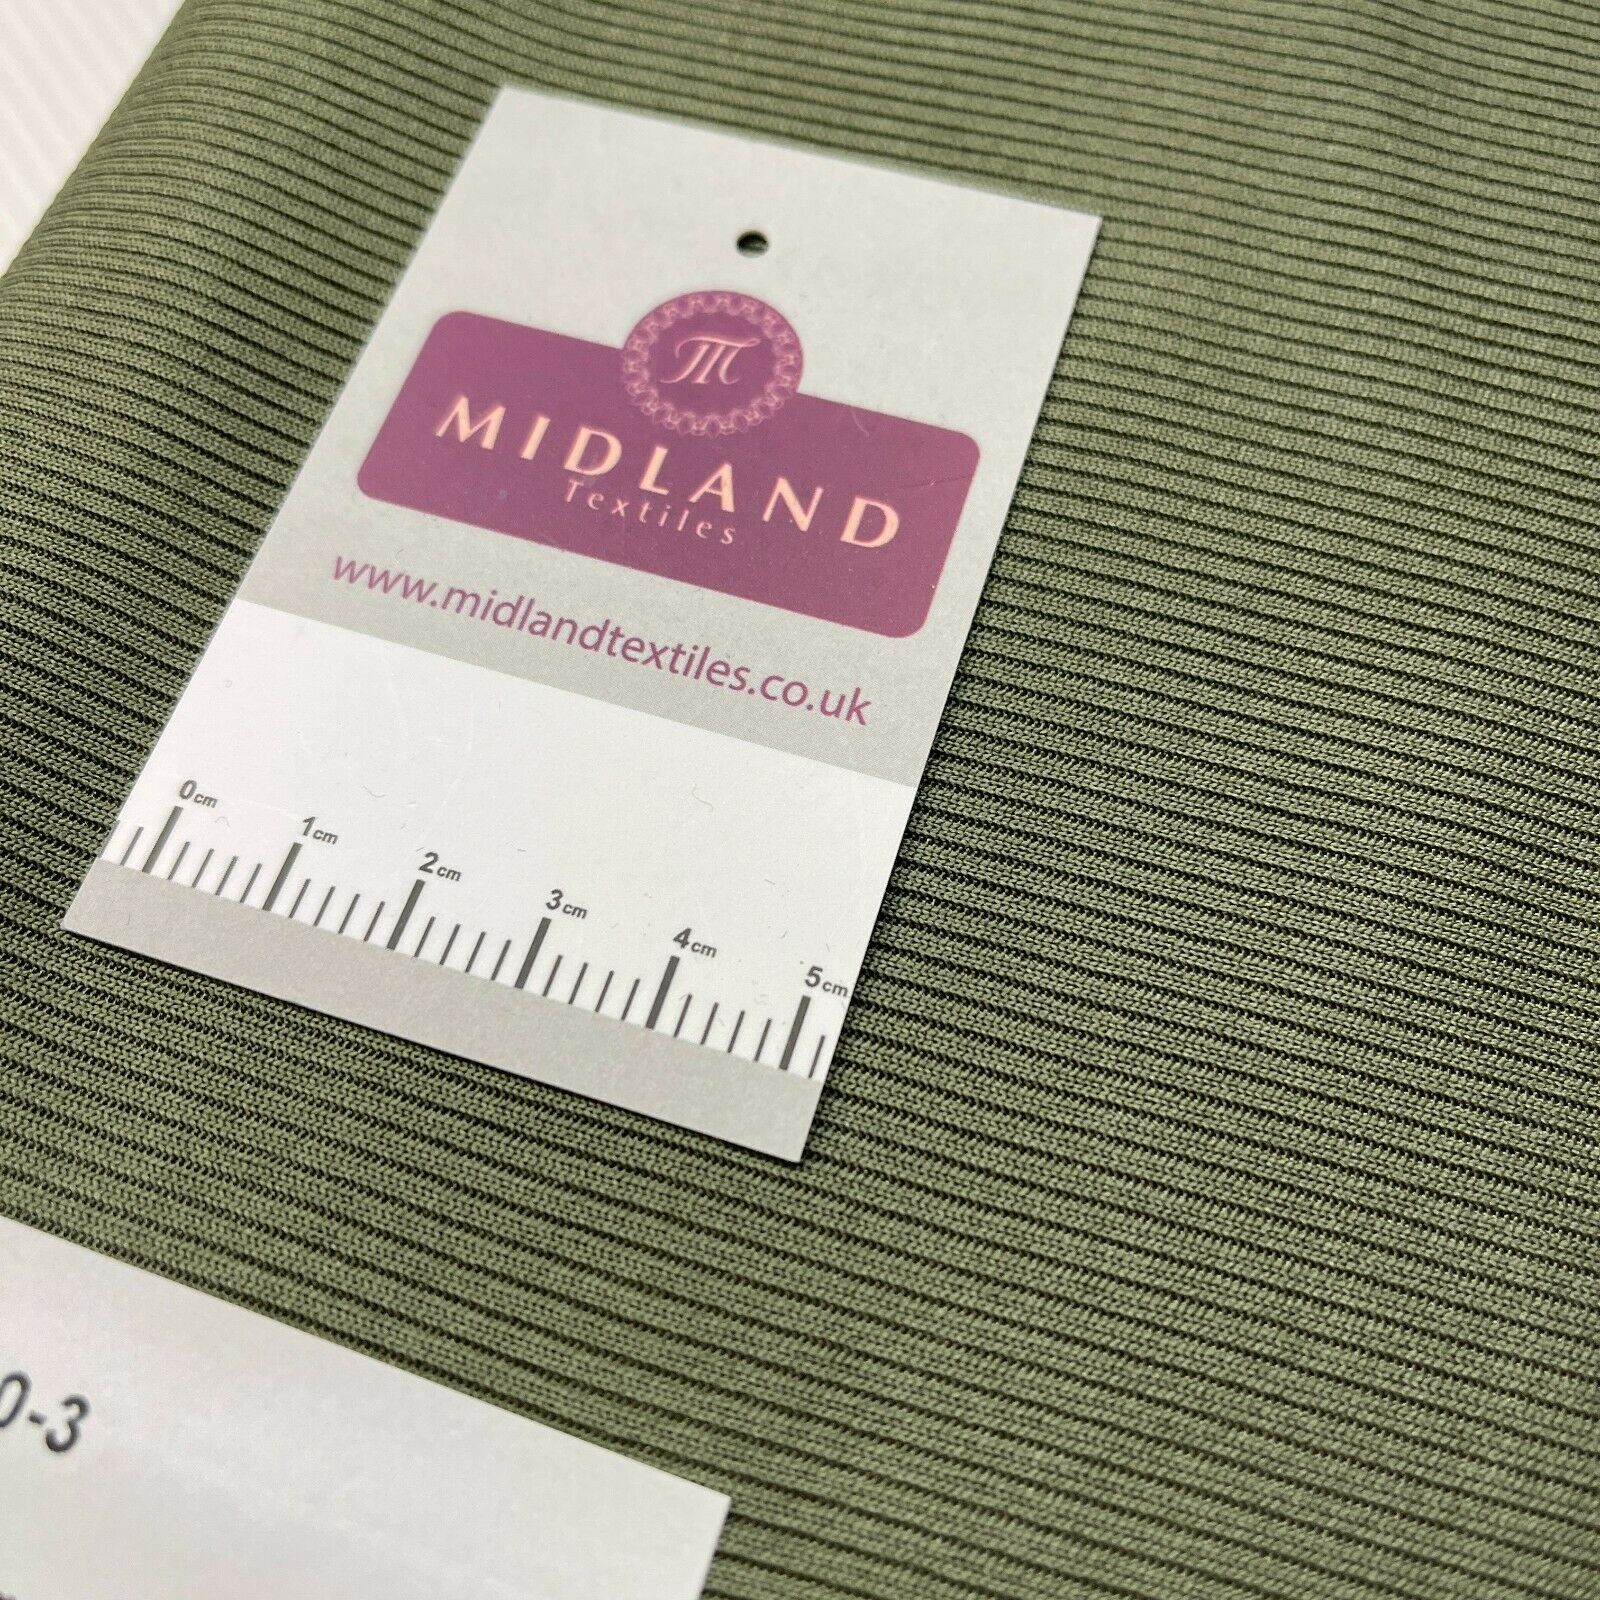 M
MIDLAND
Textiles
www.midlandtextiles.co.uk
0cm 1cm 2cm 3cm 4cm 5cm
0-3